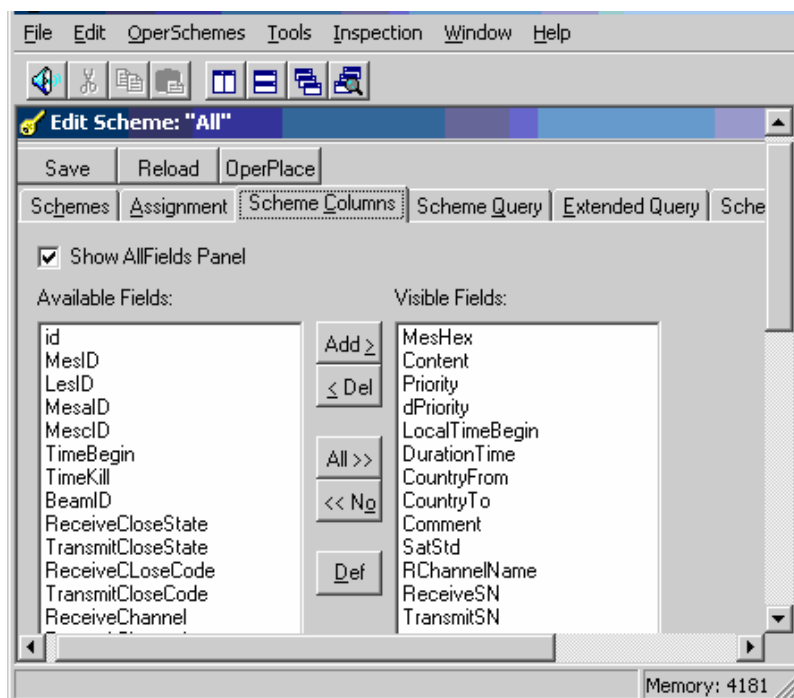 File Edit OperSchemes Tools Inspection Window Help
Edit Scheme: "All"
Save Reload OperPlace
Schemes Assignment Scheme Columns Scheme Query Extended Query Sche
Show AllFields Panel
Available Fields:
id
MesID
LesID
MesaID
MescID
TimeBegin
TimeKill
BeamID
ReceiveCloseState
TransmitCloseState
ReceiveCLoseCode
TransmitCloseCode
ReceiveChannel
Add >
< Del
All >>
<< No
Def
Visible Fields:
MesHex
Content
Priority
dPriority
LocalTimeBegin
DurationTime
CountryFrom
CountryTo
Comment
SatStd
RChannelName
ReceiveSN
TransmitSN
Memory: 4181